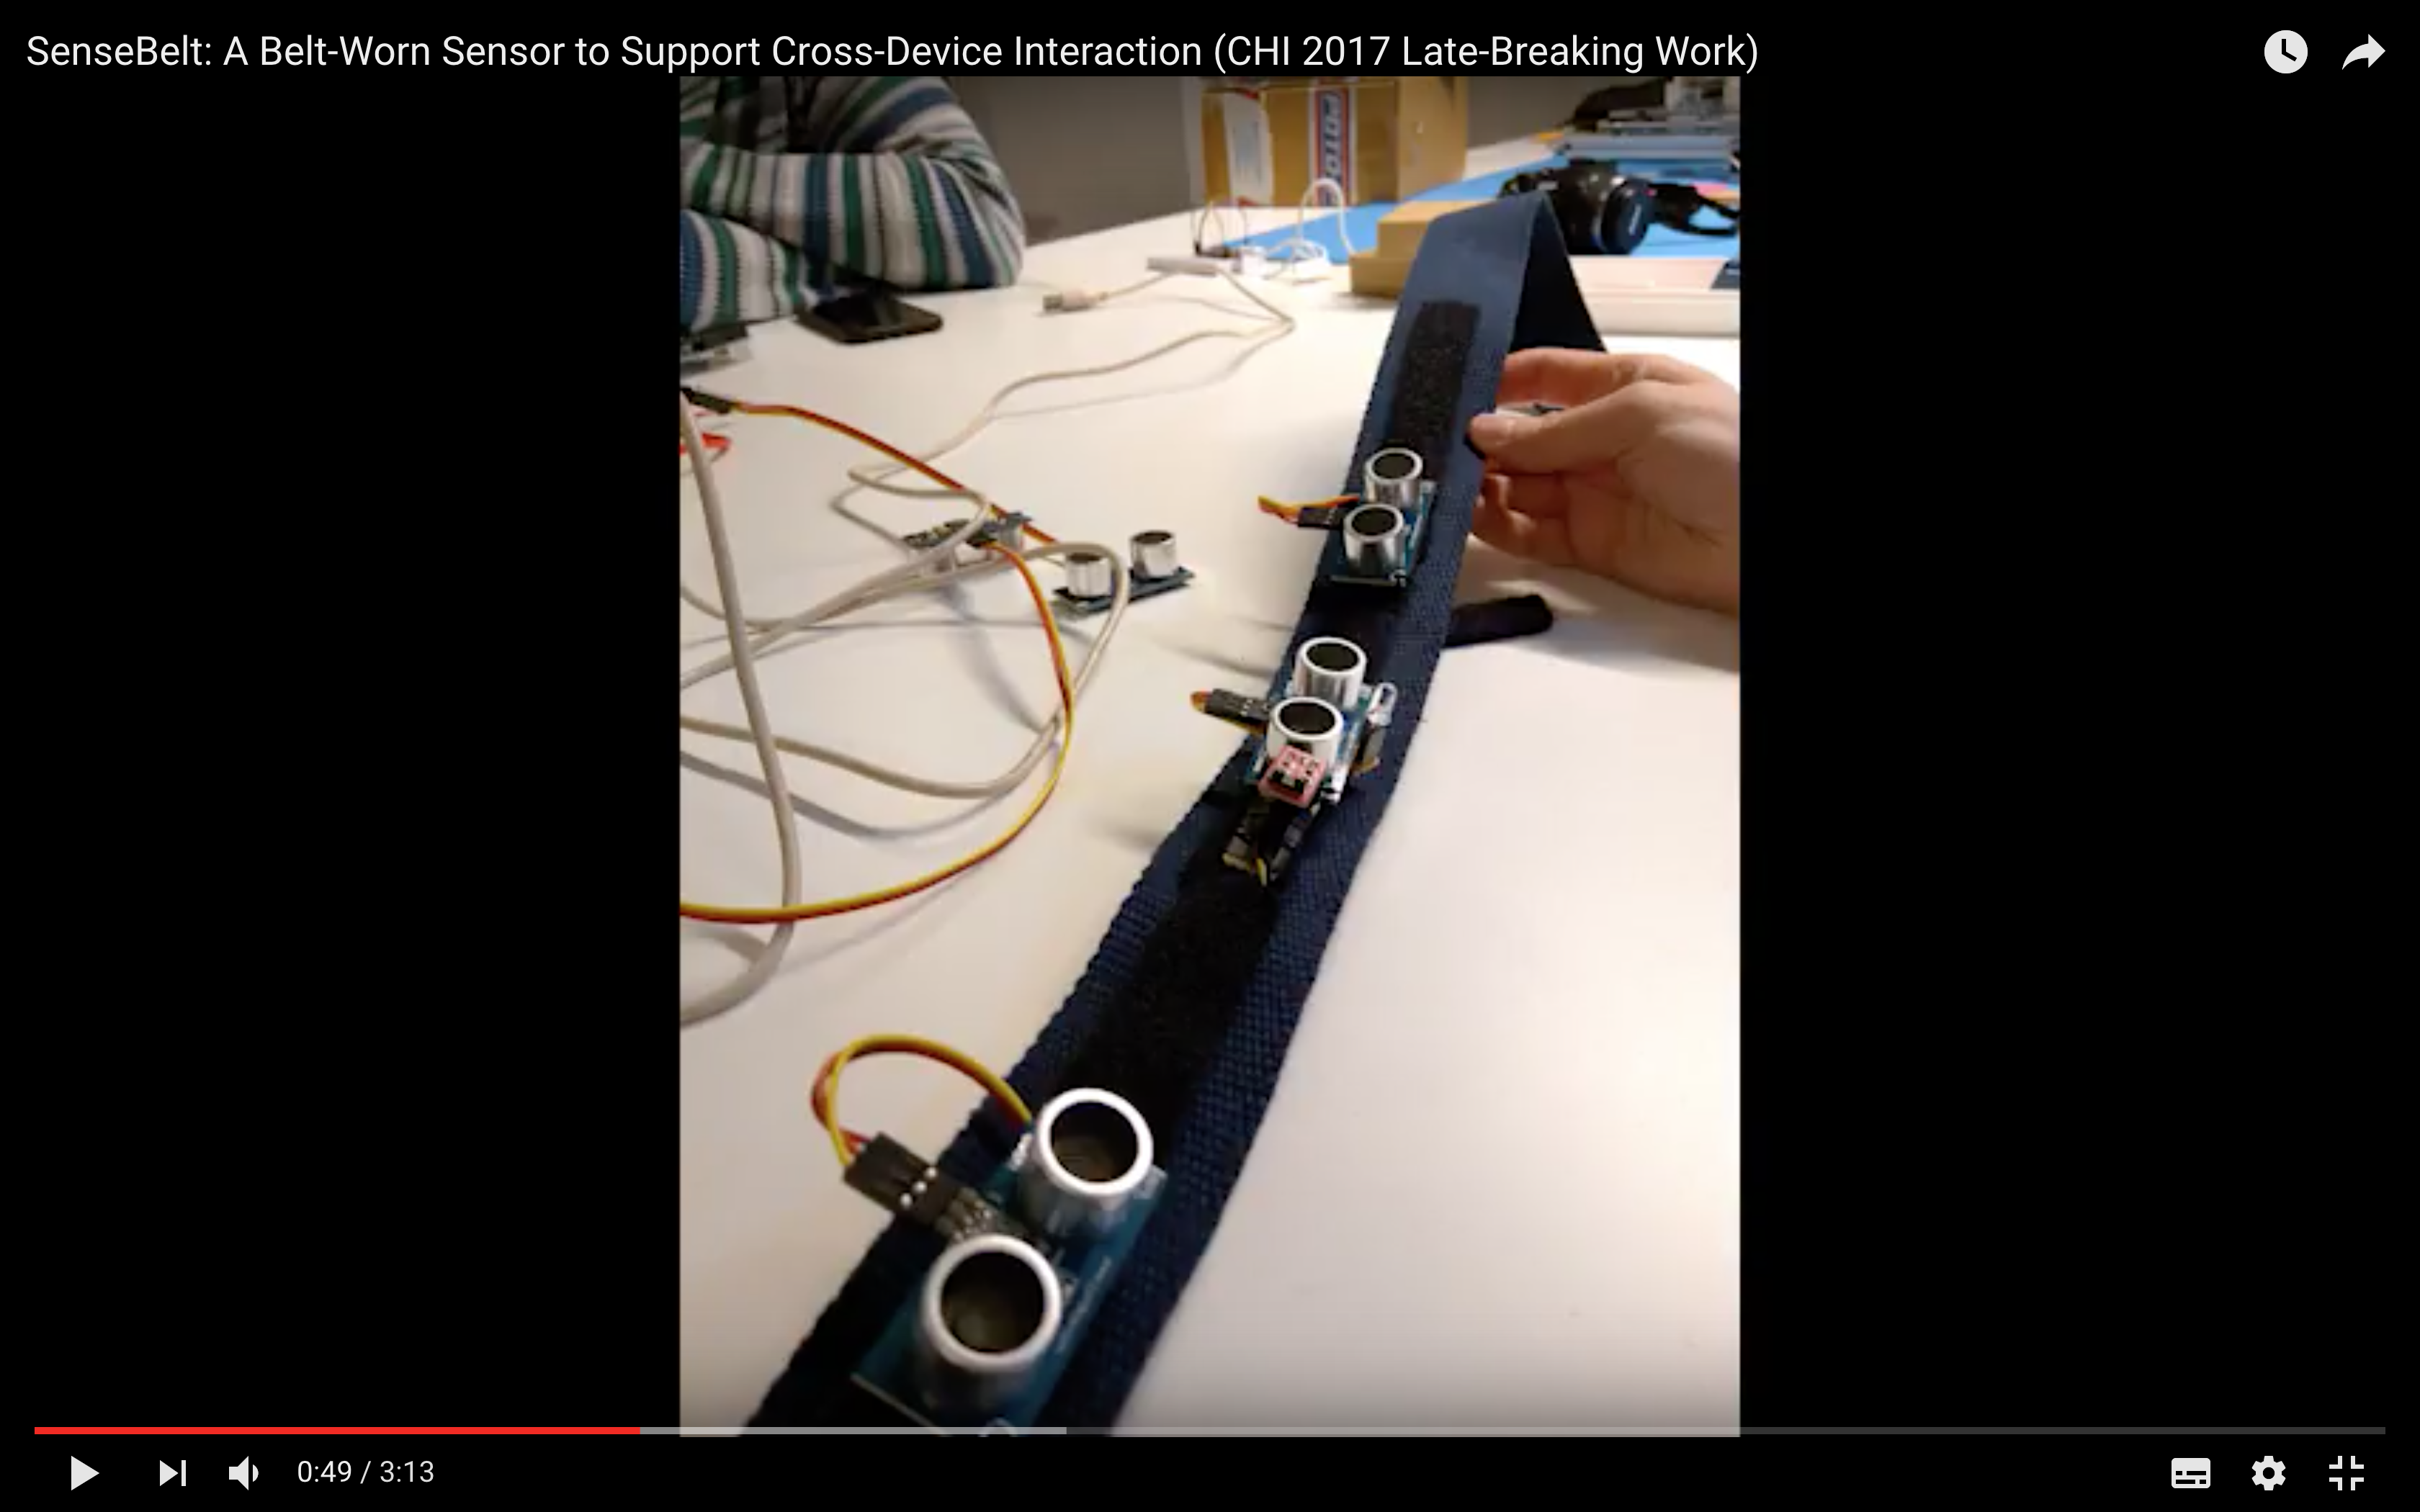 SenseBelt: A Belt-Worn Sensor to Support Cross-Device Interaction (CHI 2017 Late-Breaking Work)
0:49 / 3:13